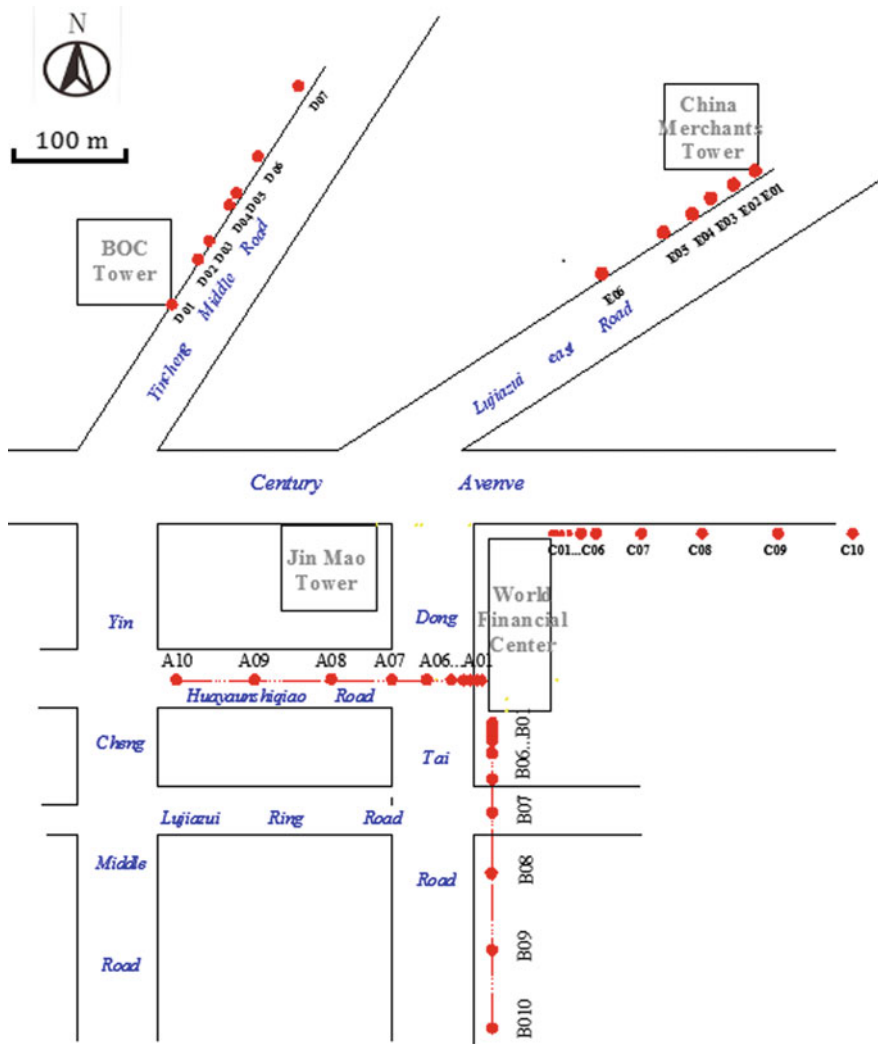 N
100 m
D07
D06
D05
D04
D03
D02
D01
BOC
Tower
Yincheng Middle Road
China
Merchants
Tower
E01
E02
E03
E04
E05
E06
Lujiazui east Road
Century Avenve
Jin Mao
Tower
World
Financial
Center
C01...C06 C07 C08 C09 C10
Yin
Dong
A10 A09 A08 A07 A06...A01
Huayaunshiqiao Road
Cheng
Tai
B06...B01
B07
Lujiazui Ring Road
Middle
Road
B08
B09
Road
B010